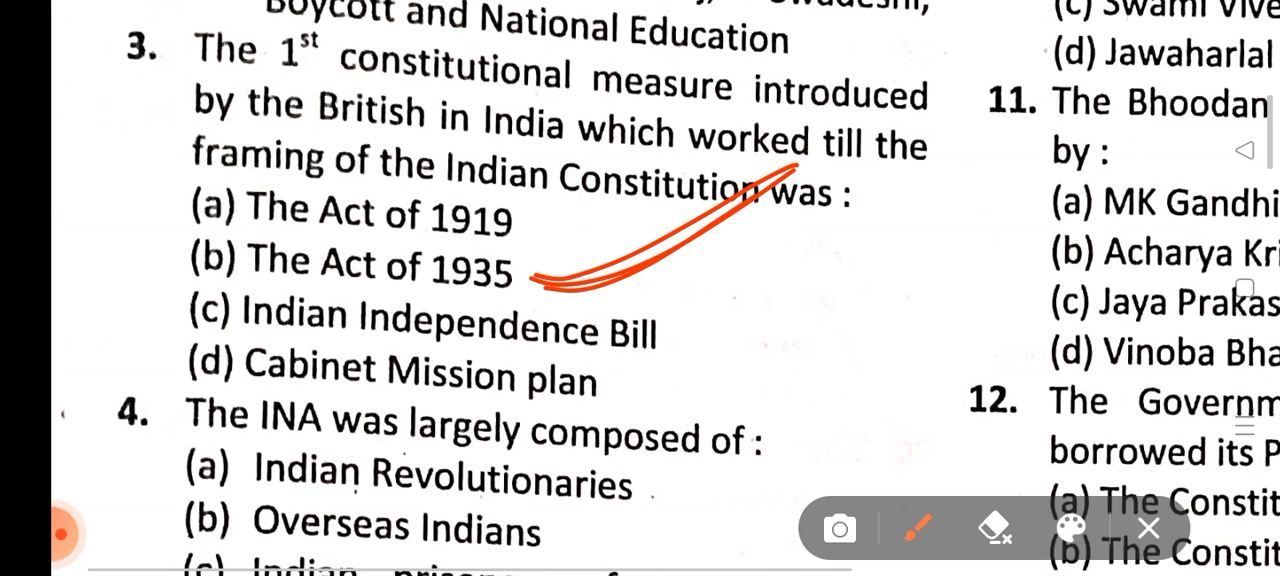 Boycott and National Education
3. The 1st constitutional measure introduced
by the British in India which worked till the
framing of the Indian Constitution was :
(a) The Act of 1919
(b) The Act of 1935
(c) Indian Independence Bill
(d) Cabinet Mission plan
4. The INA was largely composed of :
(a) Indian Revolutionaries
(b) Overseas Indians
(c) Indian
(c) Swami Vive
(d) Jawaharlal
11. The Bhoodan
by :
(a) MK Gandhi
(b) Acharya Kri
(c) Jaya Prakas
(d) Vinoba Bha
12. The Governm
borrowed its P
(a) The Constit
(b) The Constit